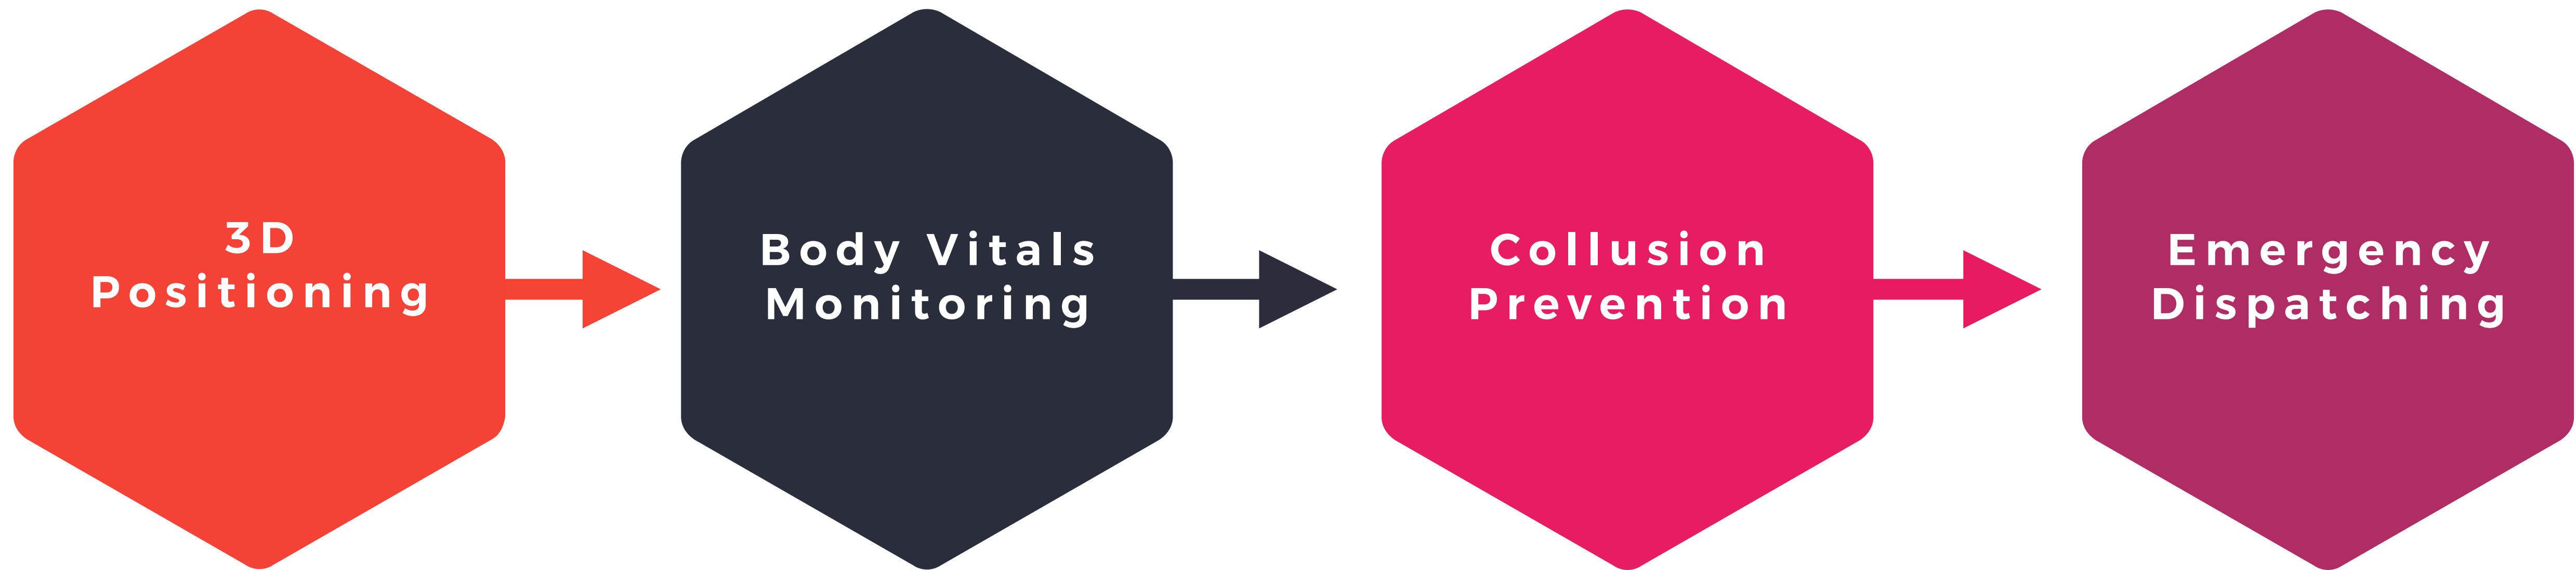 3D
Positioning
Body Vitals
Monitoring
Collusion
Prevention
Emergency
Dispatching